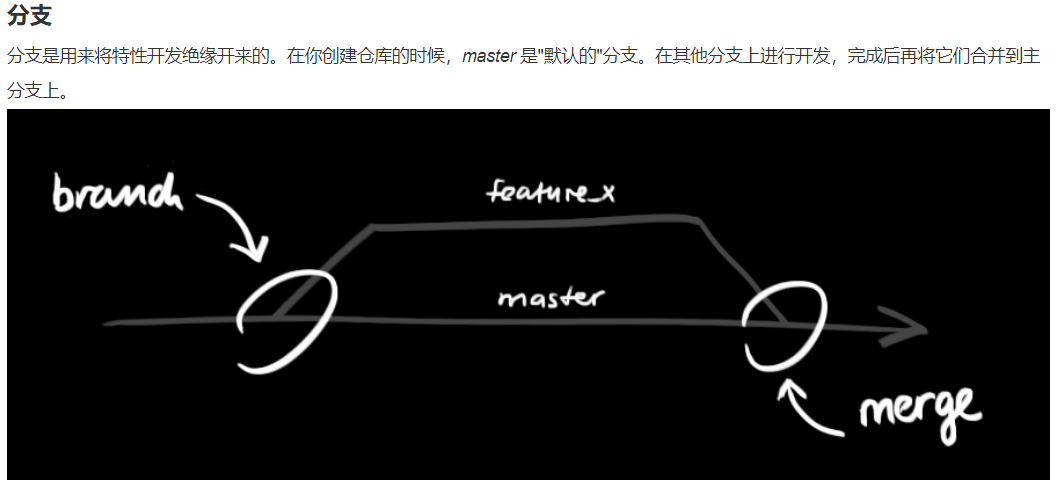 分支
分支是用来将特性开发绝缘开来的。在你创建仓库的时候，master 是"默认的"分支。在其他分支上进行开发，完成后再将它们合并到主
分支上。
branch
feature_x
master
merge